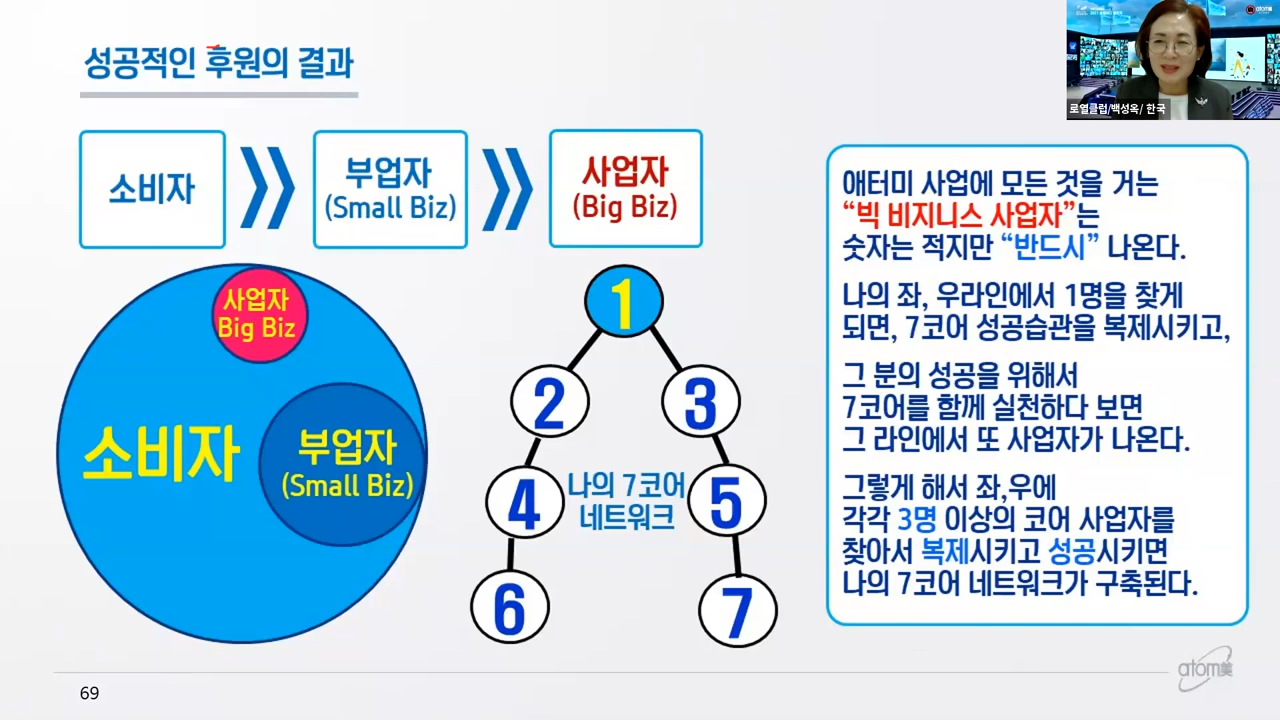 성공적인 후원의 결과
소비자
부업자
(Small Biz)
사업자
(Big Biz)
사업자
Big Biz
소비자
부업자
(Small Biz)
1
2
3
4
나의 7코어
네트워크
5
6
7
애터미 사업에 모든 것을 거는
“빅 비지니스 사업자”는
숫자는 적지만 “반드시” 나온다.
나의 좌, 우라인에서 1명을 찾게
되면, 7코어 성공습관을 복제시키고,
그 분의 성공을 위해서
7코어를 함께 실천하다 보면
그 라인에서 또 사업자가 나온다.
그렇게 해서 좌,우에
각각 3명 이상의 코어 사업자를
찾아서 복제시키고 성공시키면
나의 7코어 네트워크가 구축된다.
로열클럽/백성옥/ 한국
atom美
atom美
69